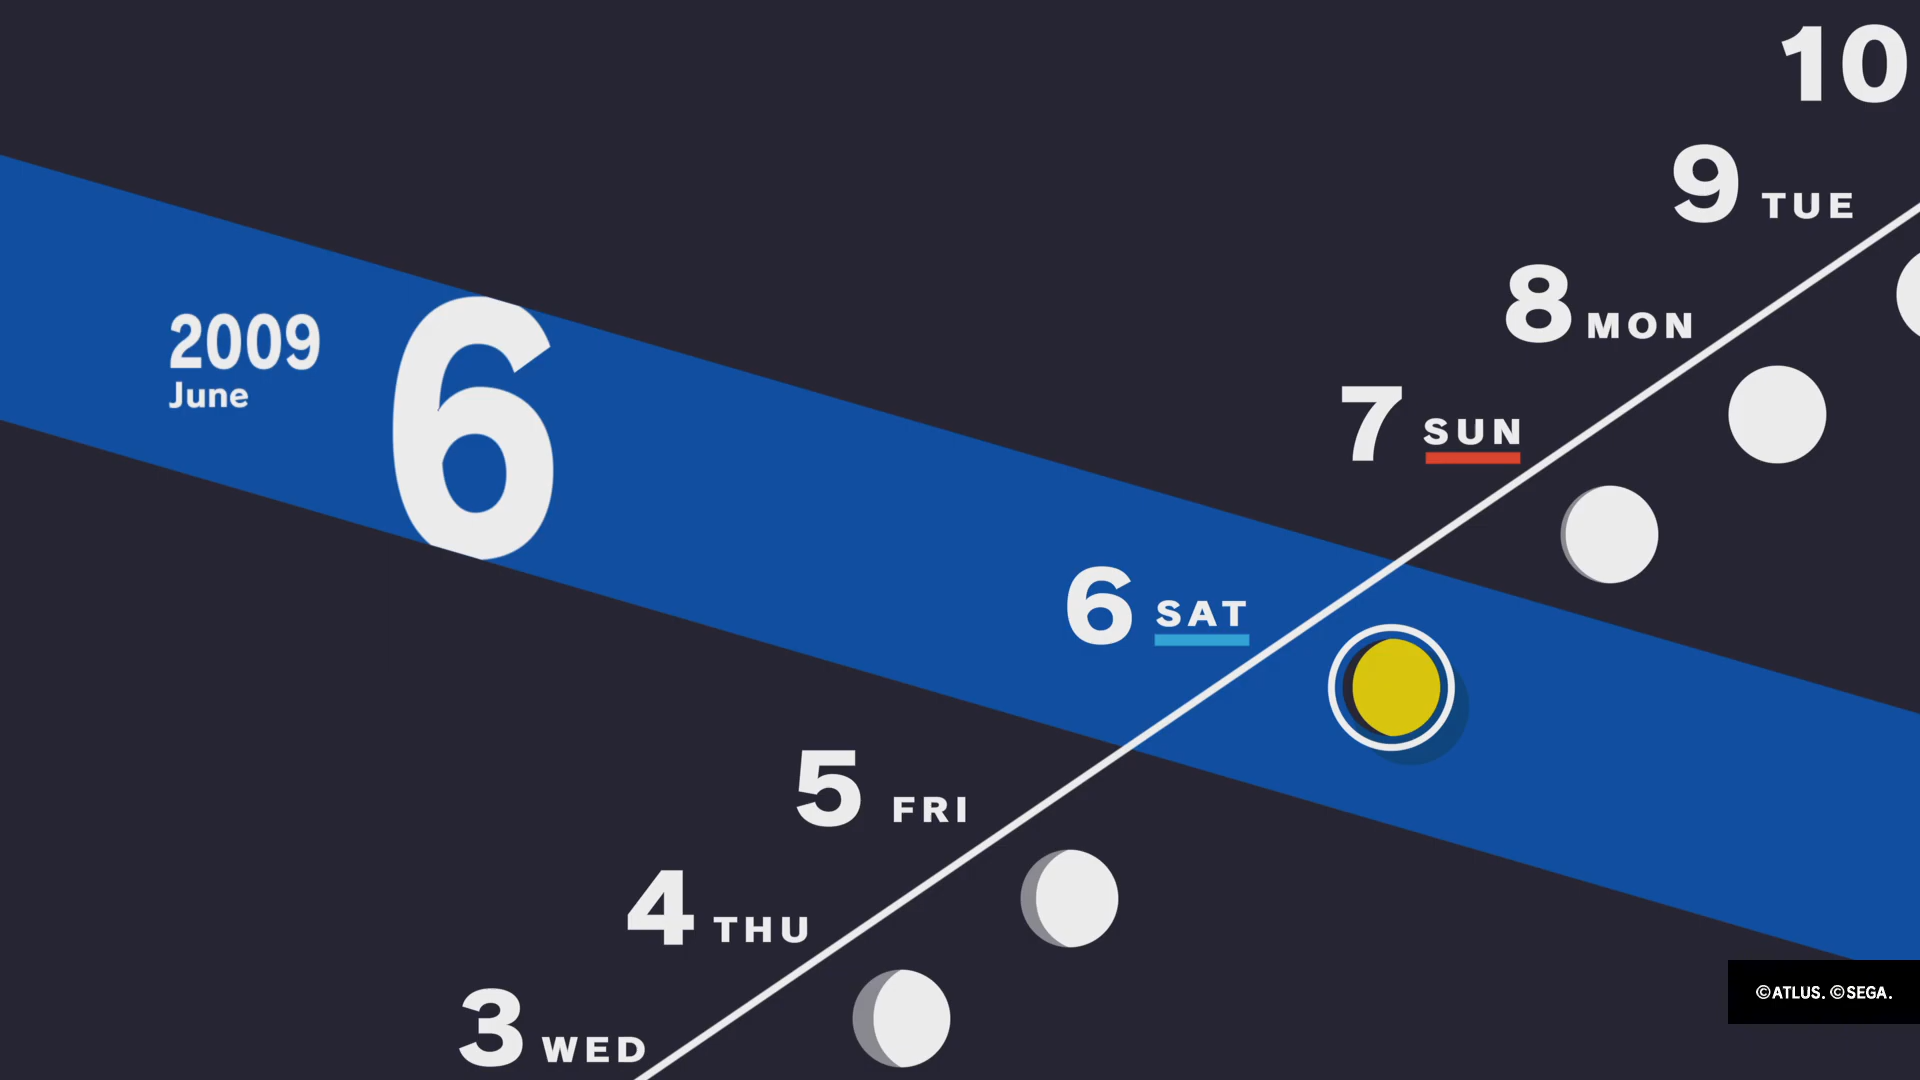 10
9 TUE
8 MON
7 SUN
2009
June
6
6 SAT
5 FRI
4 THU
3 WED
©ATLUS. ©SEGA.